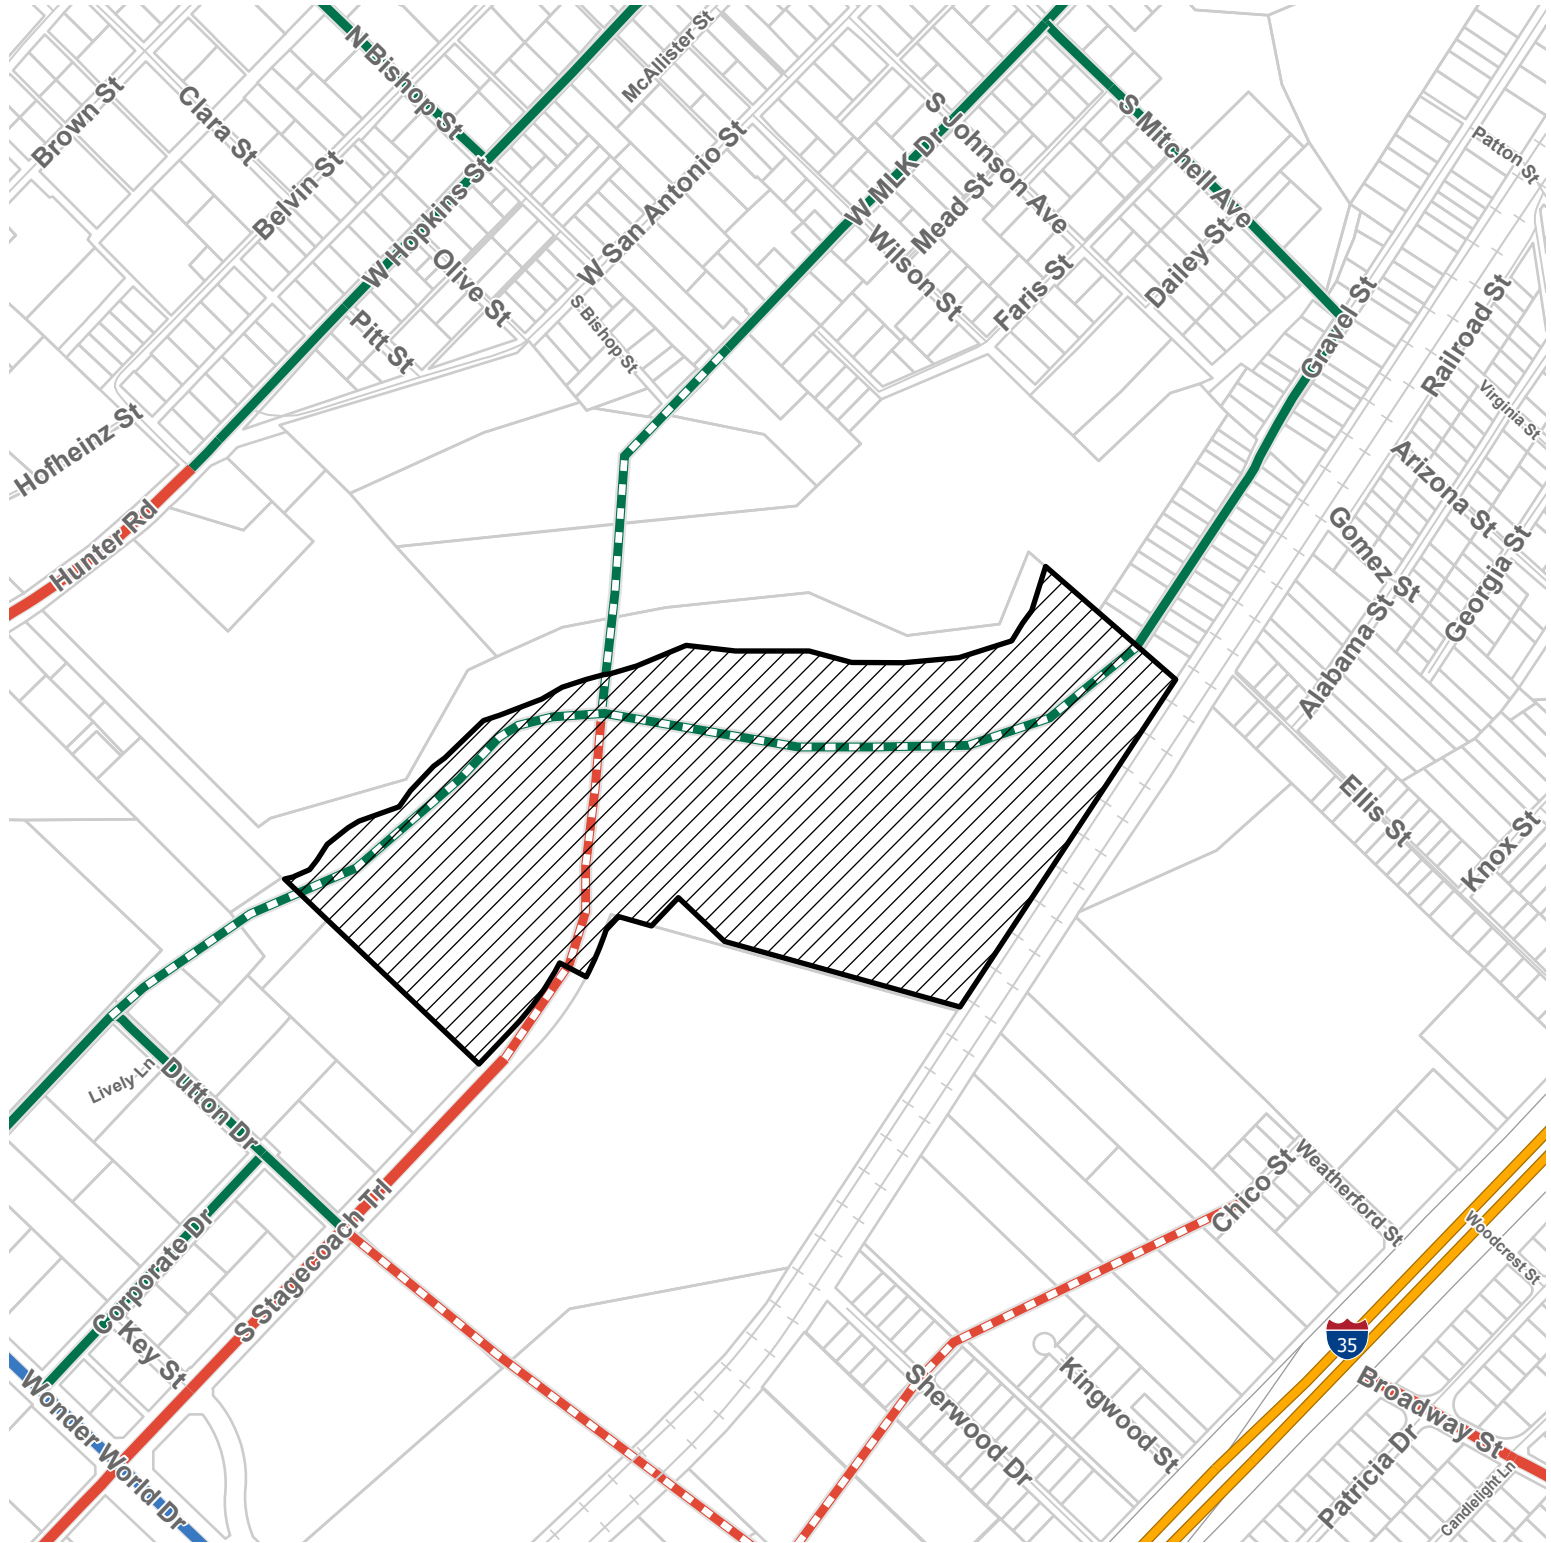 N Bishop St
McAllister St
Brown St
Clara St
S Johnson Ave
S Mitchell Ave
Patton St
Belvin St
W San Antonio St
W MLK Dr
Mead St
W Hopkins St
Olive St
Wilson St
Dailey St
Faris St
Gravel St
Railroad St
S Bishop St
Pitt St
Virginia St
Hofheinz St
Arizona St
Hunter Rd
Gomez St
Georgia St
Alabama St
Ellis St
Knox St
Lively Ln
Dutton Dr
Chico St
Weatherford St
S Stagecoach Trl
Corporate Dr
Woodcrest St
C Key St
35
Wonder World Dr
Sherwood Dr
Kingwood St
Broadway St
Patricia Dr
Candlelight Ln